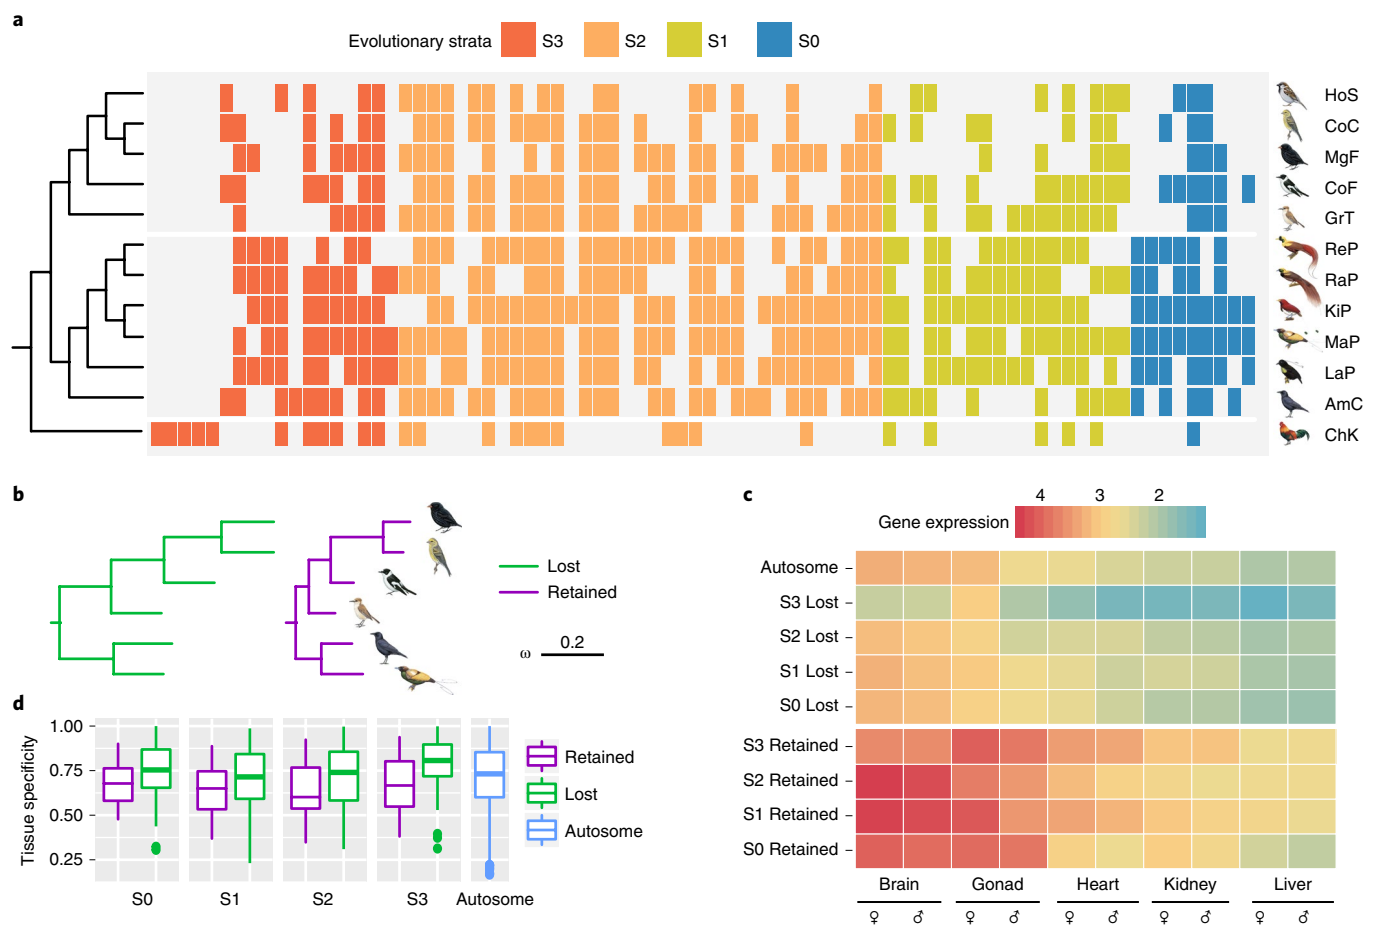 a
Evolutionary strata S3 S2 S1 S0
HoS
CoC
MgF
CoF
GrT
ReP
RaP
KiP
MaP
LaP
AmC
ChK
b
Lost
Retained
ω 0.2
c
4 3 2
Gene expression
Autosome
S3 Lost
S2 Lost
S1 Lost
S0 Lost
S3 Retained
S2 Retained
S1 Retained
S0 Retained
Brain Gonad Heart Kidney Liver
♀ ♂ ♀ ♂ ♀ ♂ ♀ ♂ ♀ ♂
d
Tissue specificity
1.00
0.75
0.50
0.25
S0 S1 S2 S3 Autosome
Retained
Lost
Autosome